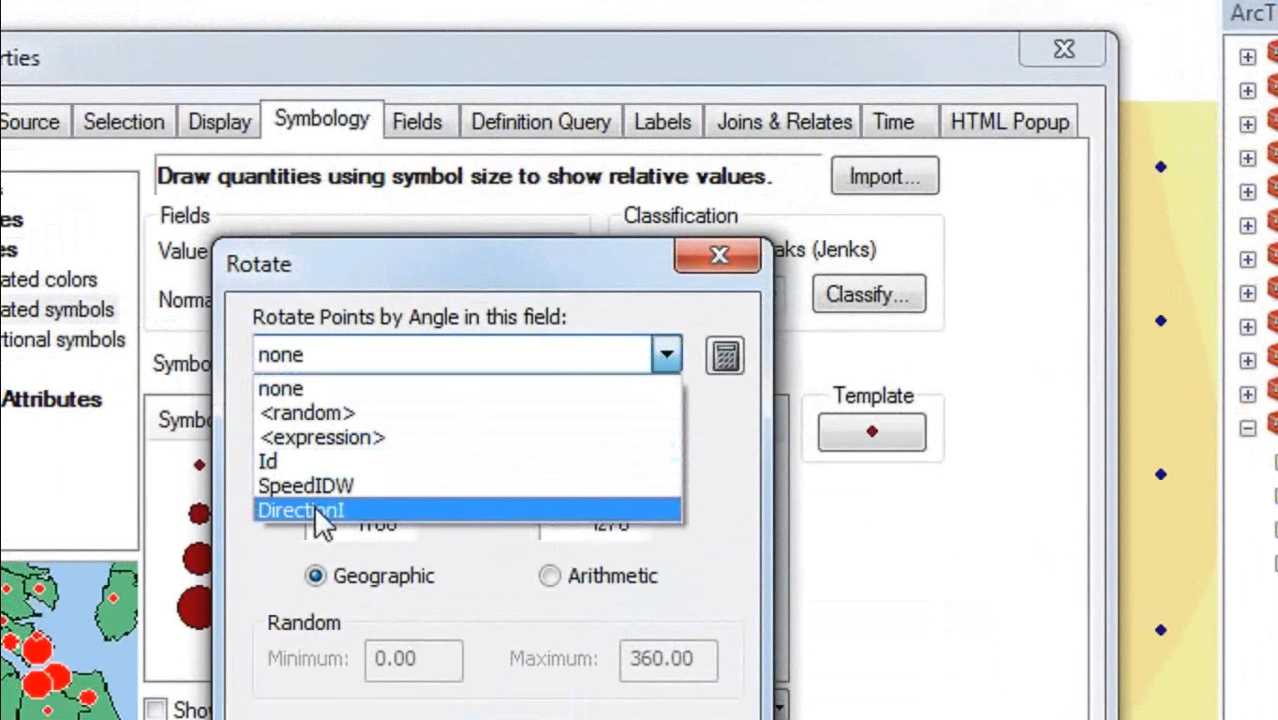 ArcT
rties
Source Selection Display Symbology Fields Definition Query Labels Joins & Relates Time HTML Popup
Draw quantities using symbol size to show relative values. Import...
Fields Classification
Value aks (Jenks)
Norma Classify...
es
es
ated colors
ated symbols
tional symbols
Attributes
Rotate
Rotate Points by Angle in this field:
none
none
<random>
<expression>
Id
SpeedIDW
DirectionI
Geographic Arithmetic
Random
Minimum: 0.00 Maximum: 360.00
Symbo
Symbo
Template
Show